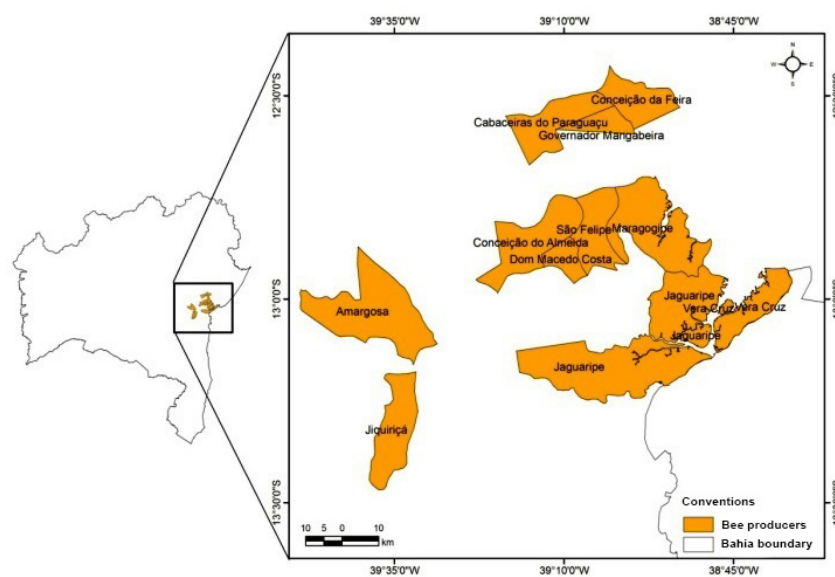 39°35'0"W 39°10'0"W 38°45'0"W
N
W E
S
12°30'0"S
Conceição da Feira
Cabaceiras do Paraguaçu
Governador Mangabeira
São Felipe
Maragogipe
Conceição do Almeida
Dom Macedo Costa
13°0'0"S
Jaguaripe
Vera Cruz
Vera Cruz
Amargosa
Jaguaripe
Jaguaripe
Jiquiriçá
13°30'0"S
Conventions
Bee producers
Bahia boundary
10 5 0 10
km
39°35'0"W 39°10'0"W 38°45'0"W